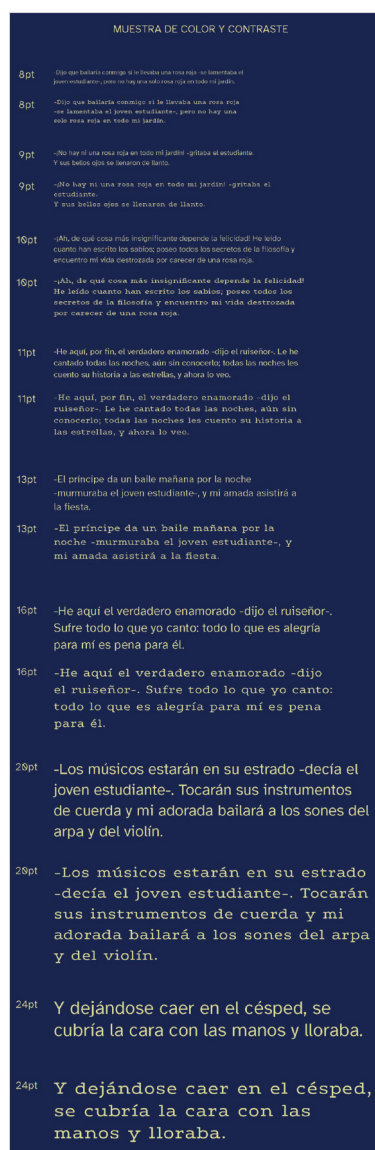 MUESTRA DE COLOR Y CONTRASTE
8pt -Dijo que bailaría conmigo si le llevaba una rosa roja -se lamentaba el
joven estudiante-, pero no hay una solo rosa roja en todo mi jardín.
8pt -Dijo que bailaría conmigo si le llevaba una rosa roja
-se lamentaba el joven estudiante-, pero no hay una
solo rosa roja en todo mi jardín.
9pt -¡No hay ni una rosa roja en todo mi jardín! -gritaba el estudiante.
Y sus bellos ojos se llenaron de llanto.
9pt -¡No hay ni una rosa roja en todo mi jardín! -gritaba el
estudiante.
Y sus bellos ojos se llenaron de llanto.
10pt -¡Ah, de qué cosa más insignificante depende la felicidad! He leído
cuanto han escrito los sabios; poseo todos los secretos de la filosofía y
encuentro mi vida destrozada por carecer de una rosa roja.
10pt -¡Ah, de qué cosa más insignificante depende la felicidad!
He leído cuanto han escrito los sabios; poseo todos los
secretos de la filosofía y encuentro mi vida destrozada
por carecer de una rosa roja.
11pt -He aquí, por fin, el verdadero enamorado -dijo el ruiseñor-. Le he
cantado todas las noches, aún sin conocerlo; todas las noches les
cuento su historia a las estrellas, y ahora lo veo.
11pt -He aquí, por fin, el verdadero enamorado -dijo el
ruiseñor-. Le he cantado todas las noches, aún sin
conocerlo; todas las noches les cuento su historia a
las estrellas, y ahora lo veo.
13pt -El príncipe da un baile mañana por la noche
-murmuraba el joven estudiante-, y mi amada asistirá a
la fiesta.
13pt -El príncipe da un baile mañana por la
noche -murmuraba el joven estudiante-, y
mi amada asistirá a la fiesta.
16pt -He aquí el verdadero enamorado -dijo el ruiseñor-.
Sufre todo lo que yo canto: todo lo que es alegría
para mí es pena para él.
16pt -He aquí el verdadero enamorado -dijo
el ruiseñor-. Sufre todo lo que yo canto:
todo lo que es alegría para mí es pena
para él.
20pt -Los músicos estarán en su estrado -decía el
joven estudiante-. Tocarán sus instrumentos
de cuerda y mi adorada bailará a los sones del
arpa y del violín.
20pt -Los músicos estarán en su estrado
-decía el joven estudiante-. Tocarán
sus instrumentos de cuerda y mi
adorada bailará a los sones del arpa
y del violín.
24pt Y dejándose caer en el césped, se
cubría la cara con las manos y lloraba.
24pt Y dejándose caer en el césped,
se cubría la cara con las
manos y lloraba.